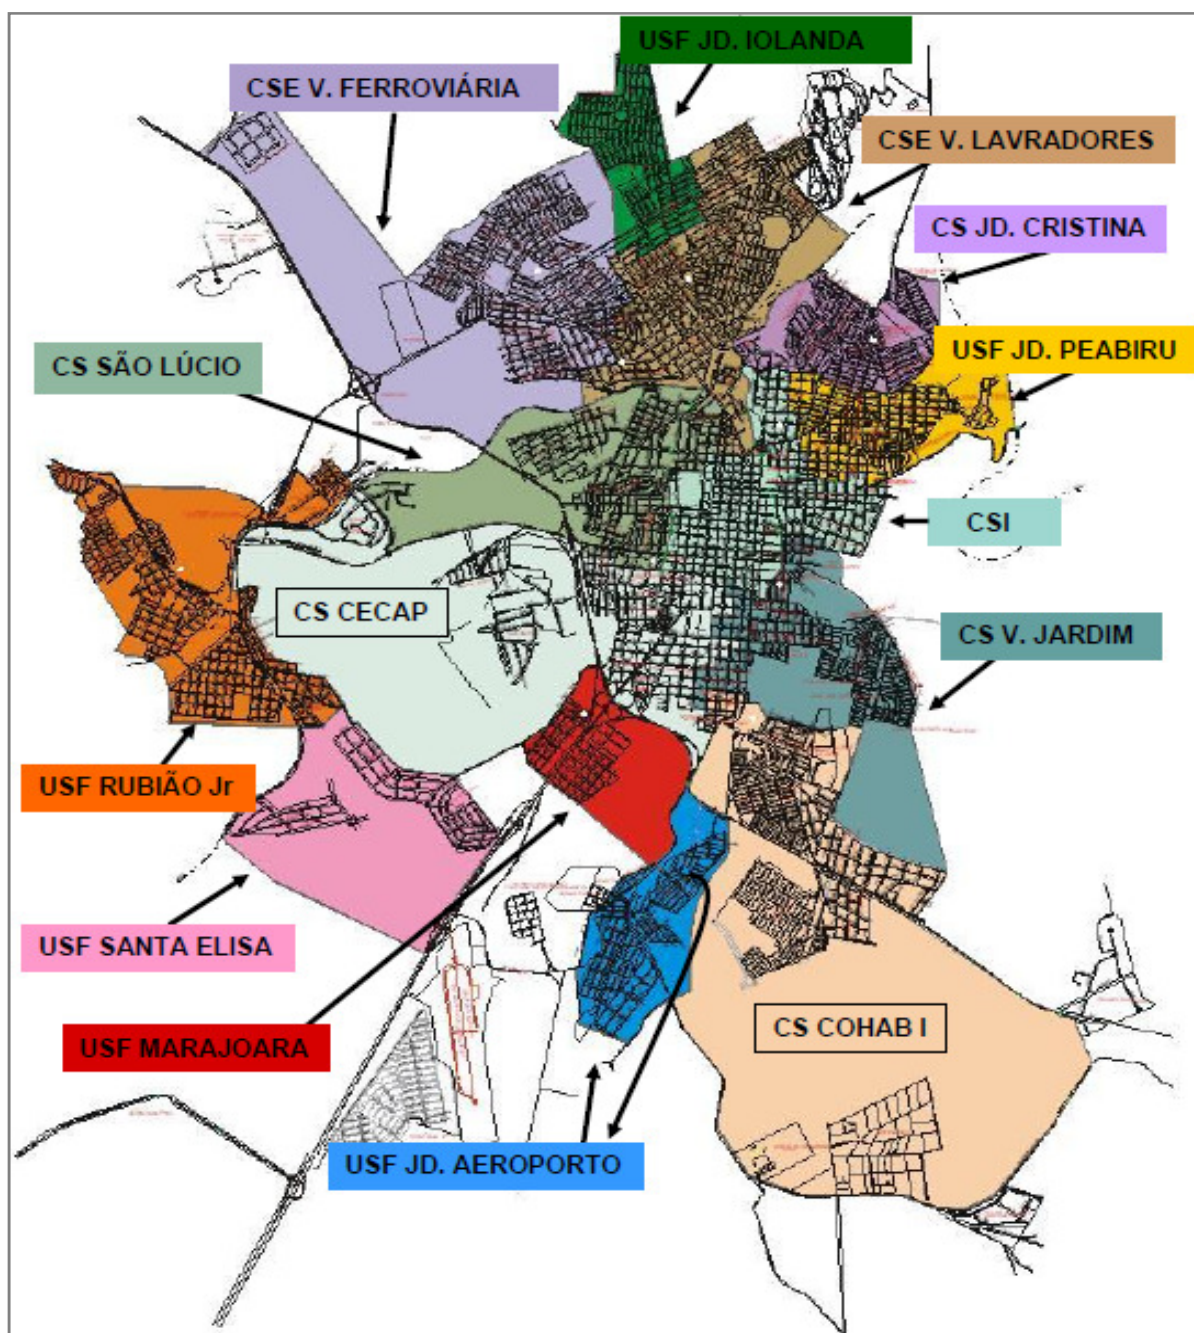 USF JD. IOLANDA
CSE V. FERROVIÁRIA
CSE V. LAVRADORES
CS JD. CRISTINA
USF JD. PEABIRU
CS SÃO LÚCIO
CSI
CS CECAP
CS V. JARDIM
USF RUBIÃO Jr
USF SANTA ELISA
USF MARAJOARA
CS COHAB I
USF JD. AEROPORTO